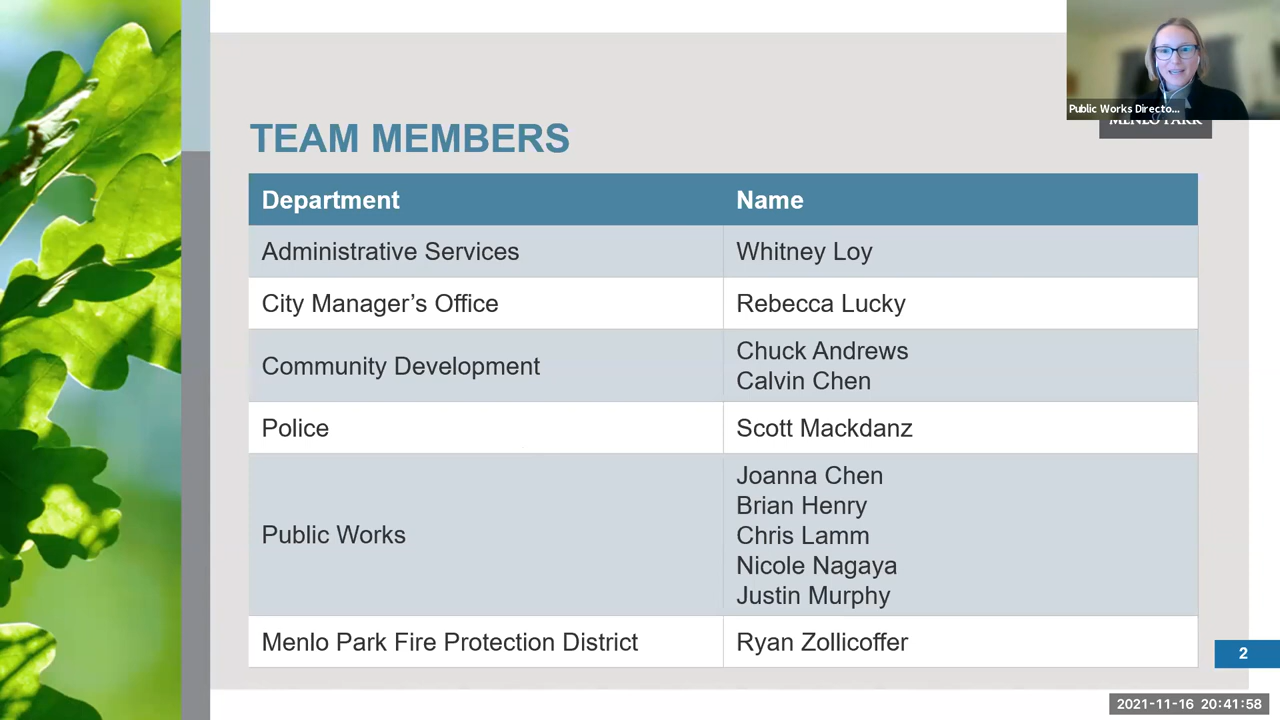 Public Works Directo...
MENLO PARK
TEAM MEMBERS
Department Name
Administrative Services Whitney Loy
City Manager’s Office Rebecca Lucky
Community Development Chuck Andrews
Calvin Chen
Police Scott Mackdanz
Public Works Joanna Chen
Brian Henry
Chris Lamm
Nicole Nagaya
Justin Murphy
Menlo Park Fire Protection District Ryan Zollicoffer
2
2021-11-16 20:41:58